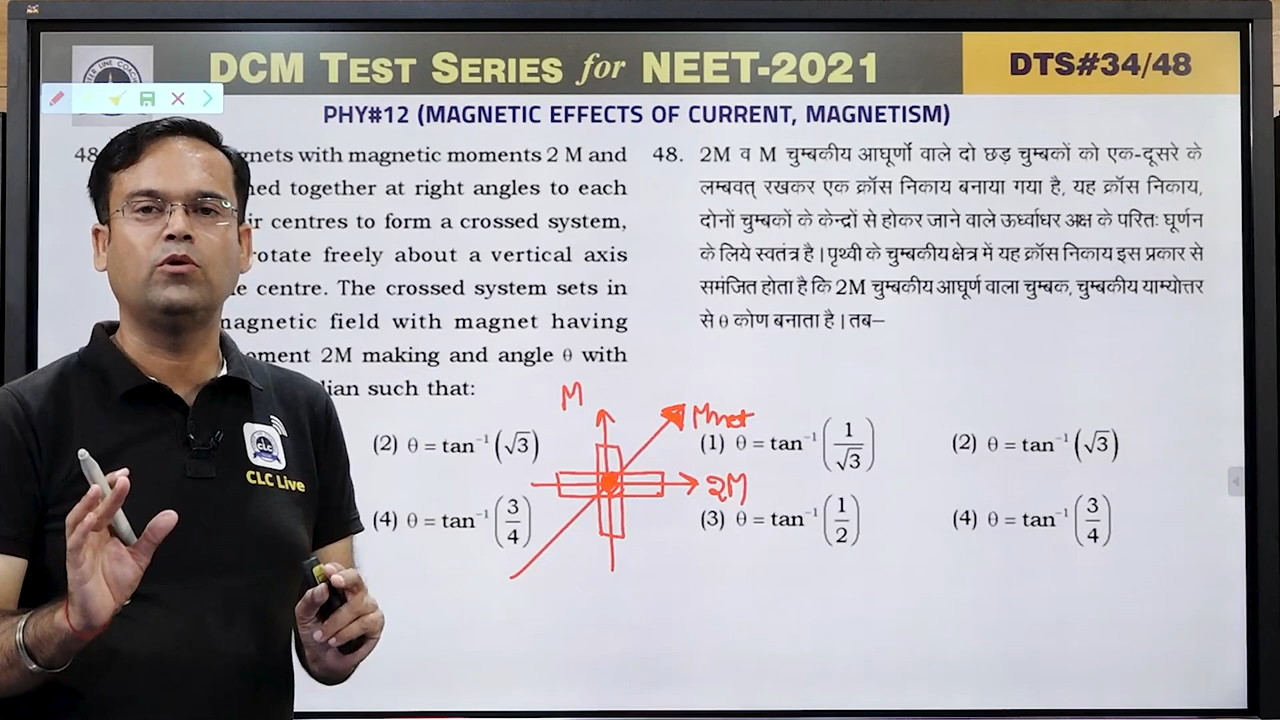 DCM TEST SERIES for NEET-2021
DTS#34/48
PHY#12 (MAGNETIC EFFECTS OF CURRENT, MAGNETISM)
48
gnets with magnetic moments 2 M and
ned together at right angles to each
ir centres to form a crossed system,
rotate freely about a vertical axis
e centre. The crossed system sets in
magnetic field with magnet having
oment 2M making and angle θ with
lian such that:
(2) θ = tan⁻¹ (√3)
(4) θ = tan⁻¹ (3/4)
M
Mnet
2M
48. 2M व M चुम्बकीय आघूर्णो वाले दो छड़ चुम्बकों को एक-दूसरे के
लम्बवत् रखकर एक क्रॉस निकाय बनाया गया है, यह क्रॉस निकाय,
दोनों चुम्बकों के केन्द्रों से होकर जाने वाले ऊर्ध्वाधर अक्ष के परितः घूर्णन
के लिये स्वतंत्र है। पृथ्वी के चुम्बकीय क्षेत्र में यह क्रॉस निकाय इस प्रकार से
समंजित होता है कि 2M चुम्बकीय आघूर्ण वाला चुम्बक, चुम्बकीय याम्योत्तर
से θ कोण बनाता है। तब–
(1) θ = tan⁻¹ (1/√3) (2) θ = tan⁻¹ (√3)
(3) θ = tan⁻¹ (1/2) (4) θ = tan⁻¹ (3/4)
CLC Live